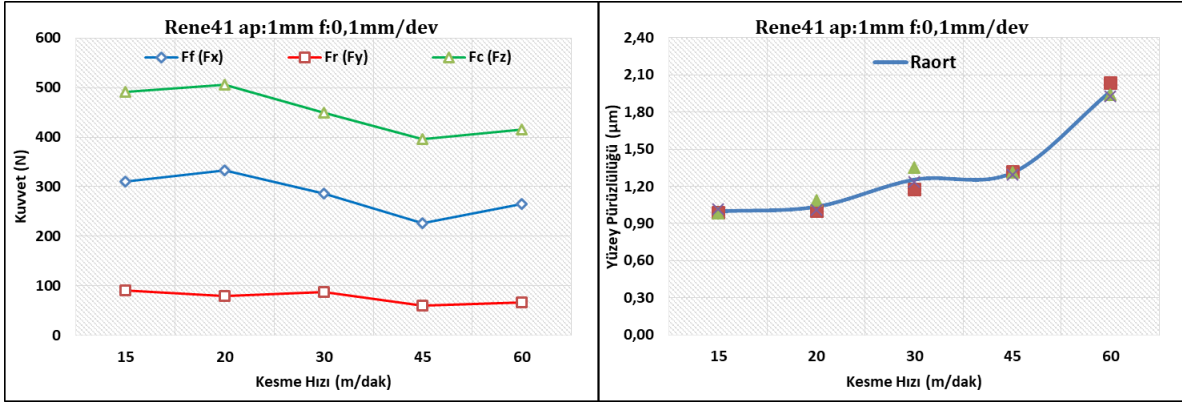 Rene41 ap:1mm f:0,1mm/dev
Ff (Fx) Fr (Fy) Fc (Fz)
600
500
400
300
200
100
0
Kuvvet (N)
15 20 30 45 60
Kesme Hızı (m/dak)
Rene41 ap:1mm f:0,1mm/dev
Raort
2,40
2,10
1,80
1,50
1,20
0,90
0,60
0,30
0,00
Yüzey Pürüzlülüğü (µm)
15 20 30 45 60
Kesme Hızı (m/dak)